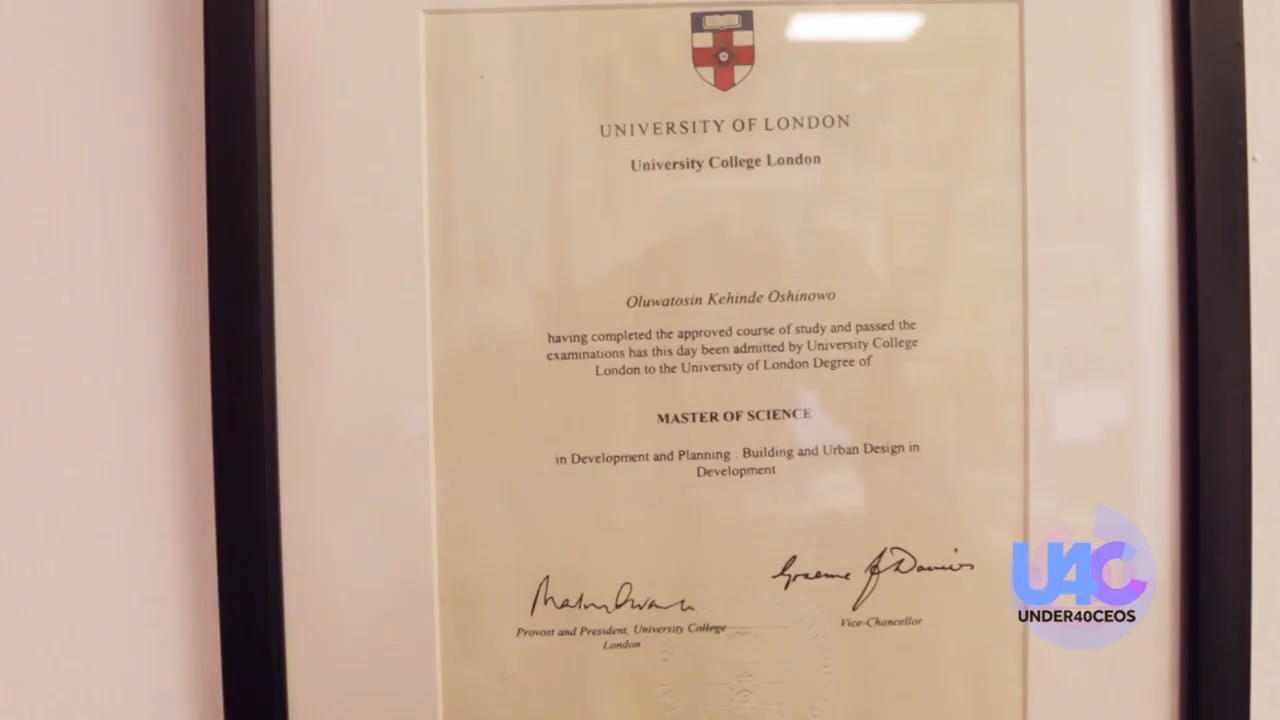 UNIVERSITY OF LONDON
University College London
Oluwatosin Kehinde Oshinowo
having completed the approved course of study and passed the
examinations has this day been admitted by University College
London to the University of London Degree of
MASTER OF SCIENCE
in Development and Planning : Building and Urban Design in
Development
Graeme J Davies
Provost and President, University College
London
Vice-Chancellor
U4C
UNDER40CEOS